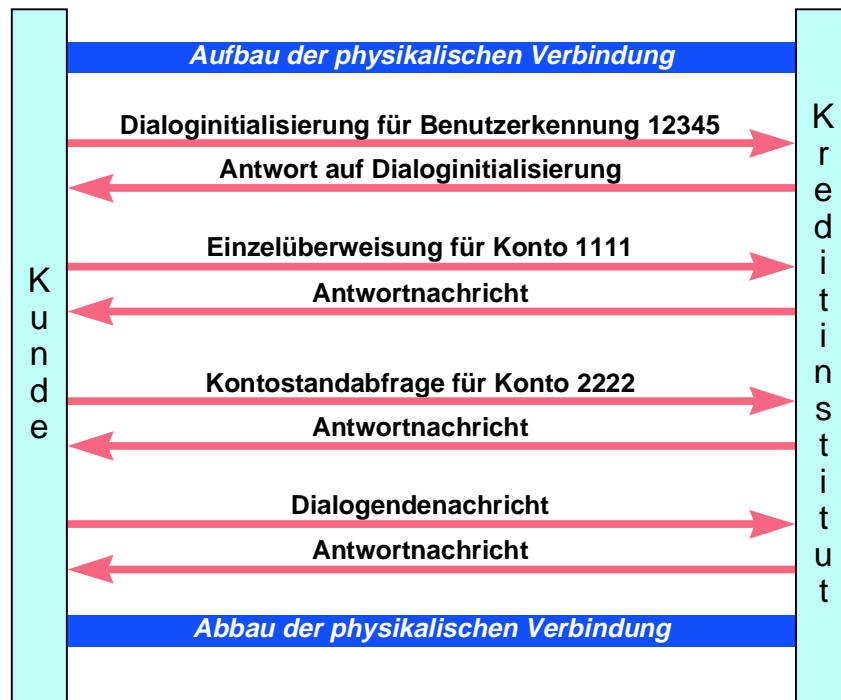 Aufbau der physikalischen Verbindung
Dialoginitialisierung für Benutzerkennung 12345
Antwort auf Dialoginitialisierung
Einzelüberweisung für Konto 1111
Antwortnachricht
Kontostandabfrage für Konto 2222
Antwortnachricht
Dialogendenachricht
Antwortnachricht
Abbau der physikalischen Verbindung
Kunde
Kreditinstitut